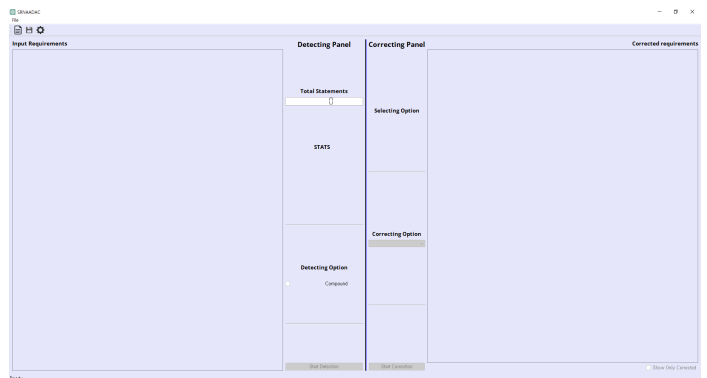 SRVAADAC
File
Input Requirements
Detecting Panel
Correcting Panel
Corrected requirements
Total Statements
0
Selecting Option
STATS
Correcting Option
Detecting Option
Compound
Start Detection
Start Correction
Show Only Corrected
Ready